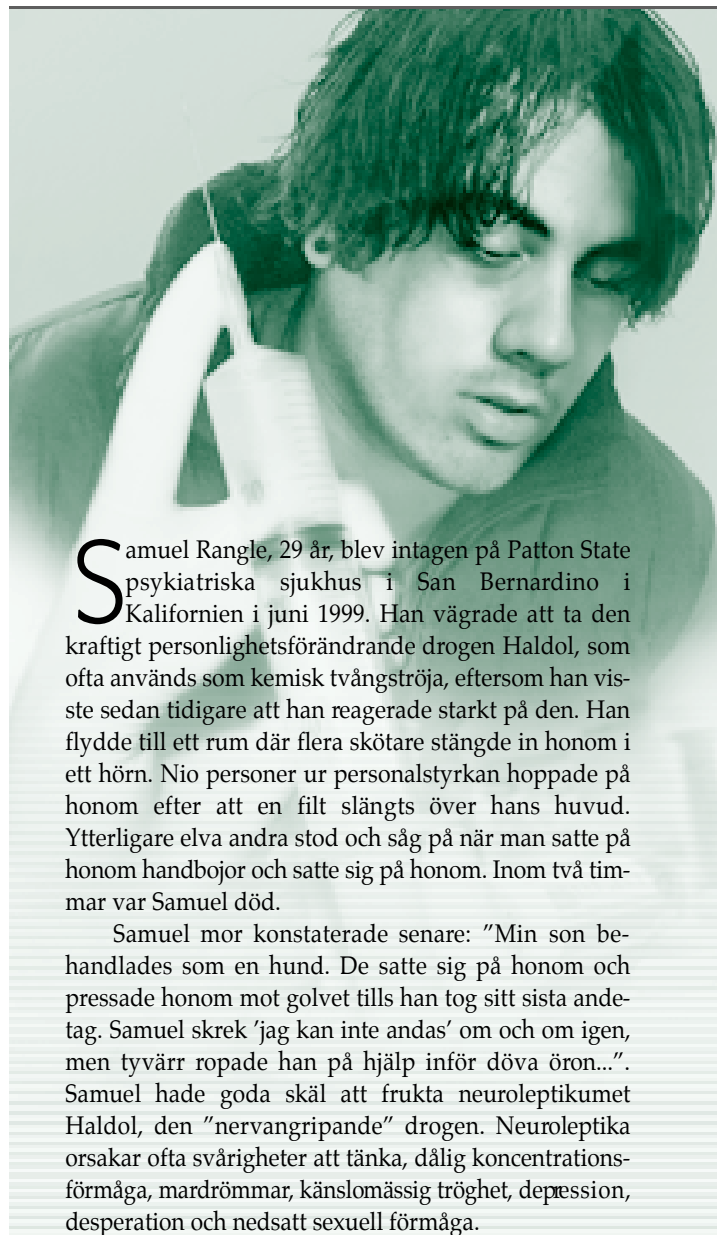 Samuel Rangle, 29 år, blev intagen på Patton State
psykiatriska sjukhus i San Bernardino i
Kalifornien i juni 1999. Han vägrade att ta den
kraftigt personlighetsförändrande drogen Haldol, som
ofta används som kemisk tvångströja, eftersom han vis-
ste sedan tidigare att han reagerade starkt på den. Han
flydde till ett rum där flera skötare stängde in honom i
ett hörn. Nio personer ur personalstyrkan hoppade på
honom efter att en filt slängts över hans huvud.
Ytterligare elva andra stod och såg på när man satte på
honom handbojor och satte sig på honom. Inom två tim-
mar var Samuel död.
Samuel mor konstaterade senare: ”Min son be-
handlades som en hund. De satte sig på honom och
pressade honom mot golvet tills han tog sitt sista ande-
tag. Samuel skrek ’jag kan inte andas’ om och om igen,
men tyvärr ropade han på hjälp inför döva öron...”.
Samuel hade goda skäl att frukta neuroleptikumet
Haldol, den ”nervangripande” drogen. Neuroleptika
orsakar ofta svårigheter att tänka, dålig koncentrations-
förmåga, mardrömmar, känslomässig tröghet, depression,
desperation och nedsatt sexuell förmåga.